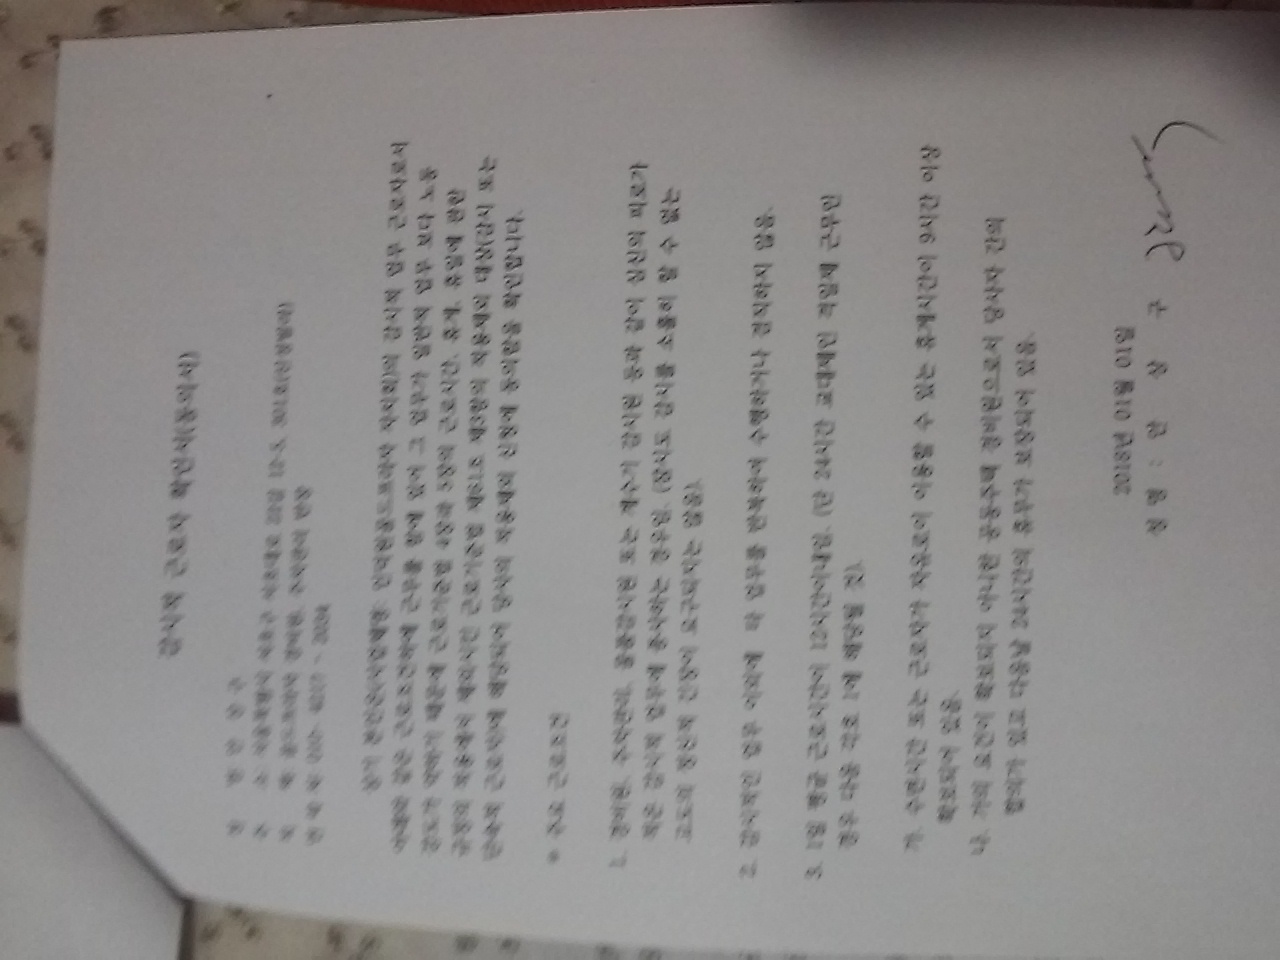 감시적 근로자 확인서(동의서)
성 명 안 상 구
주 소 서울특별시 서초구 서초대로 22길 12-5, 301호
직 책 골드프라자 경비원, 주차관리 반장
연 락 처
상기 본인은(사업체명: 인덕원골드프라자 자치회)의 감시적 업무 근로자로서
아래와 같은 근로조건하에 근무를 함에 있어 그 업무가 일반적 업무 보다 노동
강도가 약하기 때문에 근로기준법 4장과 5장의 근로시간, 휴게, 휴일에 관한
규정의 적용에서 제외시킨 근로기준법 제61조 제3항의 적용제외 대상(감시 또는
단속적 근로자)에 해당되어 당사의 적용제외 신청에 동의함을 확인합니다.
* 주요 근로조건
1. 경비원, 주차관리, 물품감시원 또는 계수기 감시원 등과 같이 심신의 피로가
적은 감시적 업무에 종사하는 경우임. (잠시도 감시를 소홀히 할 수 없는
고도의 정신적 긴장이 요구되지는 않음).
2. 감시적인 업무 이외에 타 업무를 반복하여 수행하거나 겸직하지 않음.
3. 1일 평균 근로시간이 12시간이내임. (단 24시간 교대제인 격일제 근무인
경우 다음 각호 1에 해당될 것).
가. 수면시간 또는 근로자가 자유로이 이용할 수 있는 휴게시간이 9시간 이상
확보되어 있음.
나. 가의 요건이 확보되지 아니한 공동주택 경비원으로서 당사자 간의
합의가 있고 다음날 24시간의 휴무가 보장되어 있음.
2018년 01월 01일
성 명 : 안 상 구